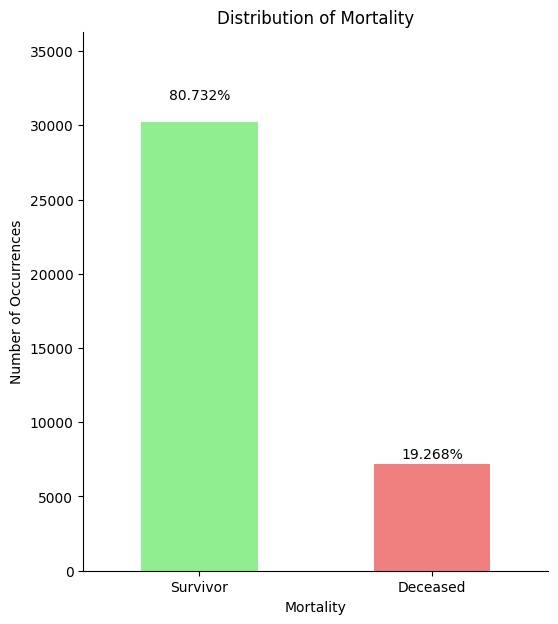 Distribution of Mortality
35000
80.732%
30000
25000
20000
Number of Occurrences
15000
10000
19.268%
5000
0
Survivor
Deceased
Mortality